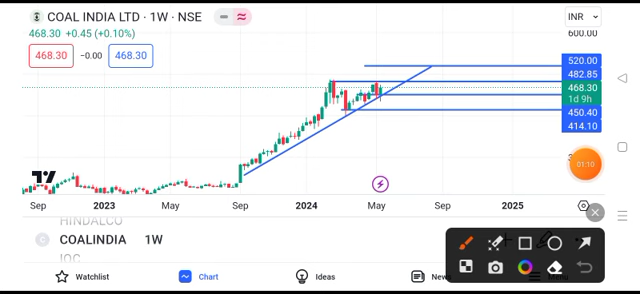 COAL INDIA LTD · 1W · NSE
INR
468.30 +0.45 (+0.10%)
600.00
468.30 −0.00 468.30
520.00
482.85
468.30
1d 9h
450.40
414.10
01:10
Sep 2023 May Sep 2024 May Sep 2025
HINDALCO
C COALINDIA 1W
IOC
Watchlist Chart Ideas News